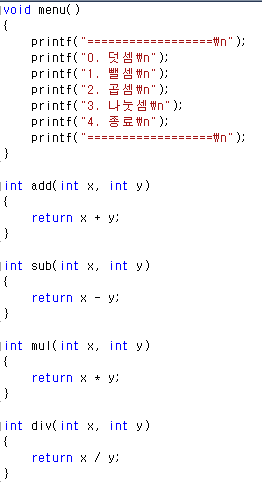 void menu()
{
printf("==================₩n");
printf("0. 덧셈₩n");
printf("1. 뺄셈₩n");
printf("2. 곱셈₩n");
printf("3. 나눗셈₩n");
printf("4. 종료₩n");
printf("==================₩n");
}
int add(int x, int y)
{
return x + y;
}
int sub(int x, int y)
{
return x - y;
}
int mul(int x, int y)
{
return x * y;
}
int div(int x, int y)
{
return x / y;
}